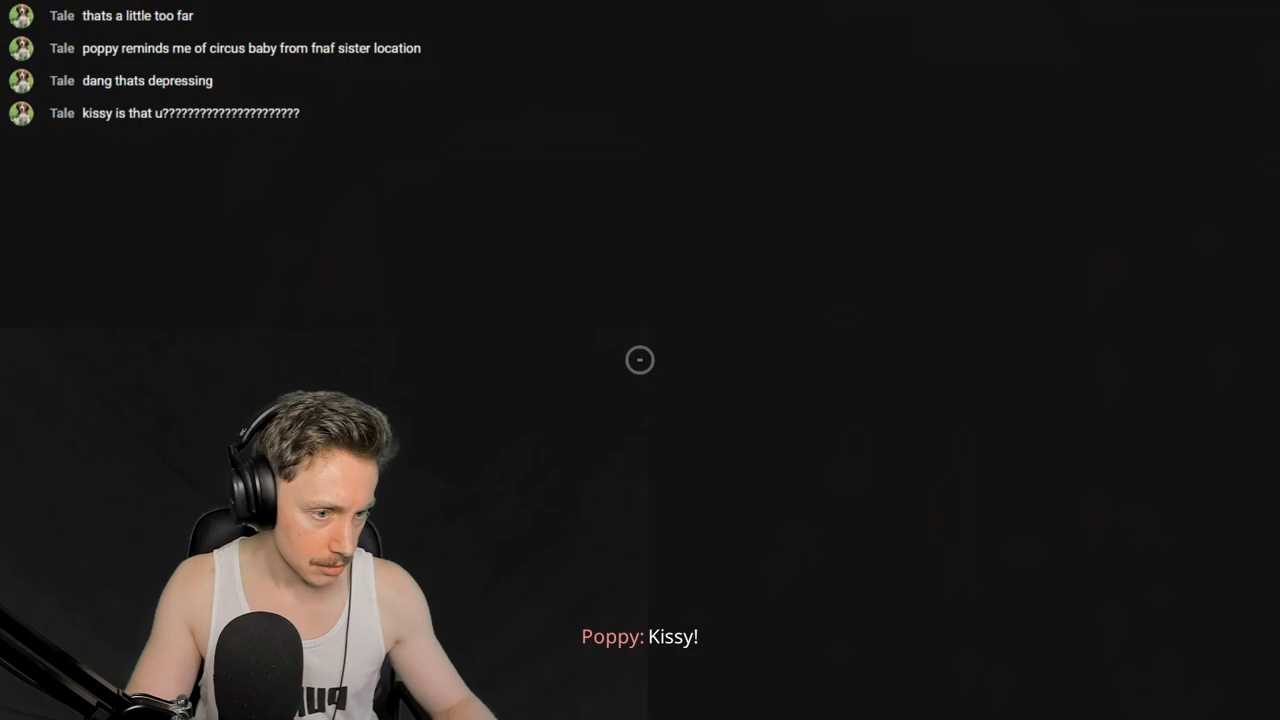 Tale thats a little too far
Tale poppy reminds me of circus baby from fnaf sister location
Tale dang thats depressing
Tale kissy is that u??????????????????????
Poppy: Kissy!